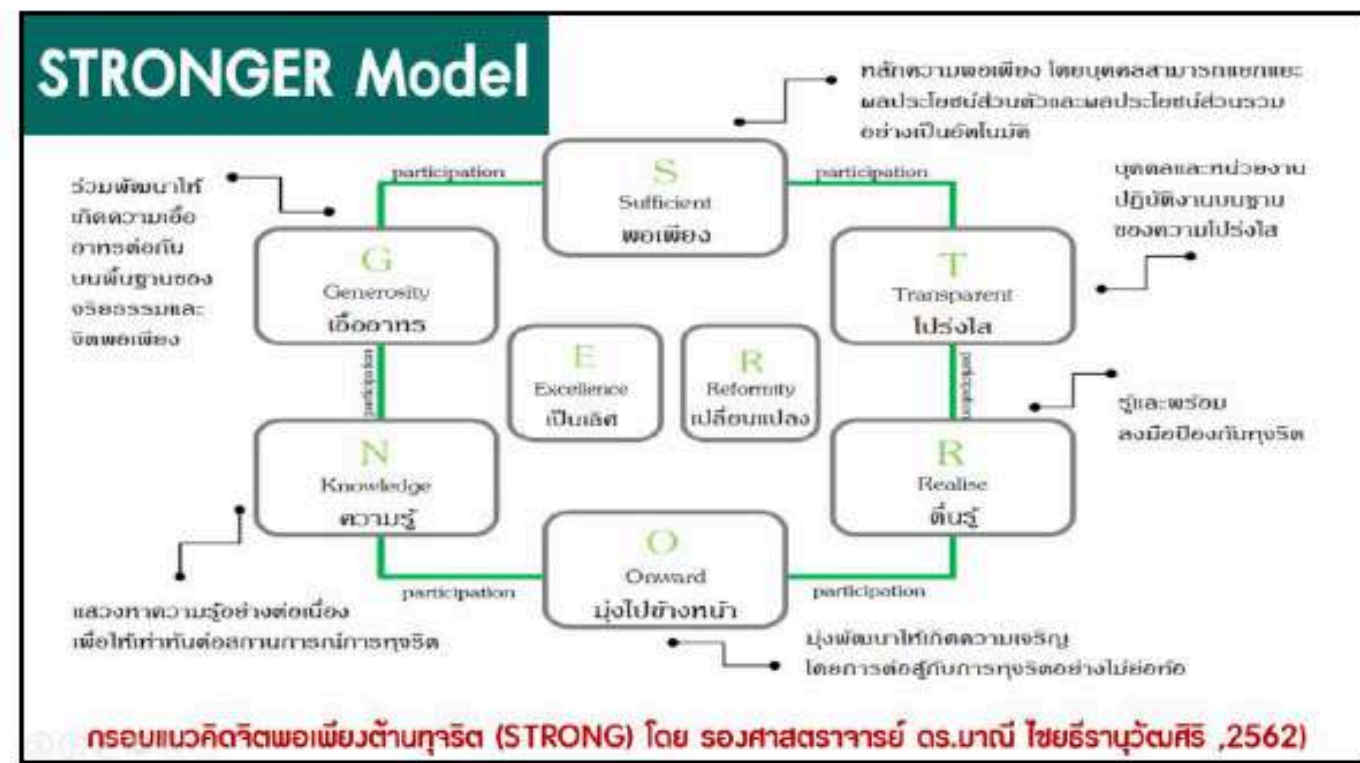 STRONGER Model
หลักความพอเพียง โดยบุคคลสามารถแยกแยะ
ผลประโยชน์ส่วนตัวและผลประโยชน์ส่วนรวม
อย่างเป็นอัตโนมัติ
participation
S
Sufficient
พอเพียง
participation
บุคคลและหน่วยงาน
ปฏิบัติงานบนฐาน
ของความโปร่งใส
ร่วมพัฒนาให้
เกิดความเอื้อ
อาทรต่อกัน
บนพื้นฐานของ
จริยธรรมและ
จิตพอเพียง
G
Generosity
เอื้ออาทร
T
Transparent
โปร่งใส
E
Excellence
เป็นเลิศ
R
Reformity
เปลี่ยนแปลง
participation
participation
รู้และพร้อม
ลงมือป้องกันทุจริต
N
Knowledge
ความรู้
R
Realise
ตื่นรู้
O
Onward
มุ่งไปข้างหน้า
participation
participation
แสวงหาความรู้อย่างต่อเนื่อง
เพื่อให้เท่าทันต่อสถานการณ์การทุจริต
มุ่งพัฒนาให้เกิดความเจริญ
โดยการต่อสู้กับการทุจริตอย่างไม่ย่อท้อ
กรอบแนวคิดจิตพอเพียงต้านทุจริต (STRONG) โดย รองศาสตราจารย์ ดร.มาณี ไชยธีรานุวัฒศิริ ,2562)